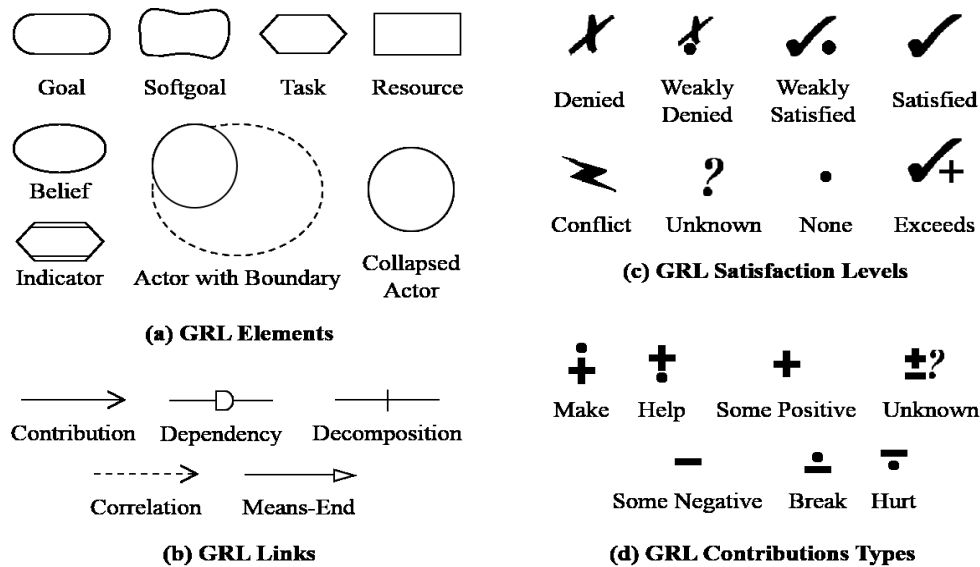 Goal Softgoal Task Resource
Belief
Indicator
Actor with Boundary
Collapsed
Actor
(a) GRL Elements
Contribution Dependency Decomposition
Correlation Means-End
(b) GRL Links
Denied
Weakly
Denied
Weakly
Satisfied
Satisfied
?
Conflict Unknown None Exceeds
(c) GRL Satisfaction Levels
?
Make Help Some Positive Unknown
Some Negative Break Hurt
(d) GRL Contributions Types